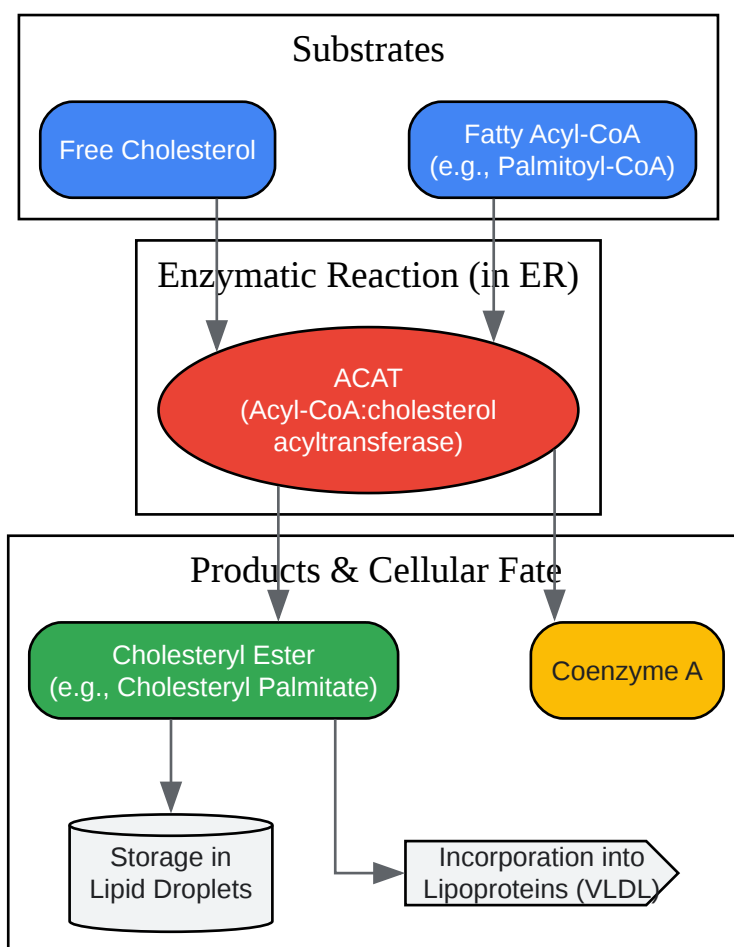 Substrates
Free Cholesterol
Fatty Acyl-CoA
(e.g., Palmitoyl-CoA)
Enzymatic Reaction (in ER)
ACAT
(Acyl-CoA:cholesterol
acyltransferase)
Products & Cellular Fate
Cholesteryl Ester
(e.g., Cholesteryl Palmitate)
Coenzyme A
Storage in
Lipid Droplets
Incorporation into
Lipoproteins (VLDL)